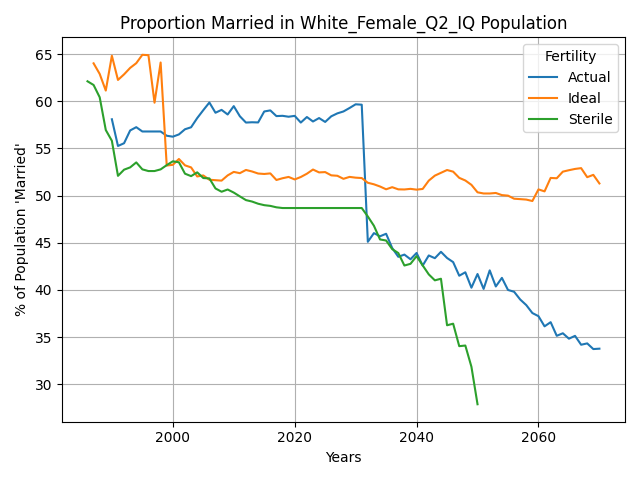 Proportion Married in White_Female_Q2_IQ Population
Fertility
Actual
Ideal
Sterile
% of Population 'Married'
65
60
55
50
45
40
35
30
2000
2020
2040
2060
Years